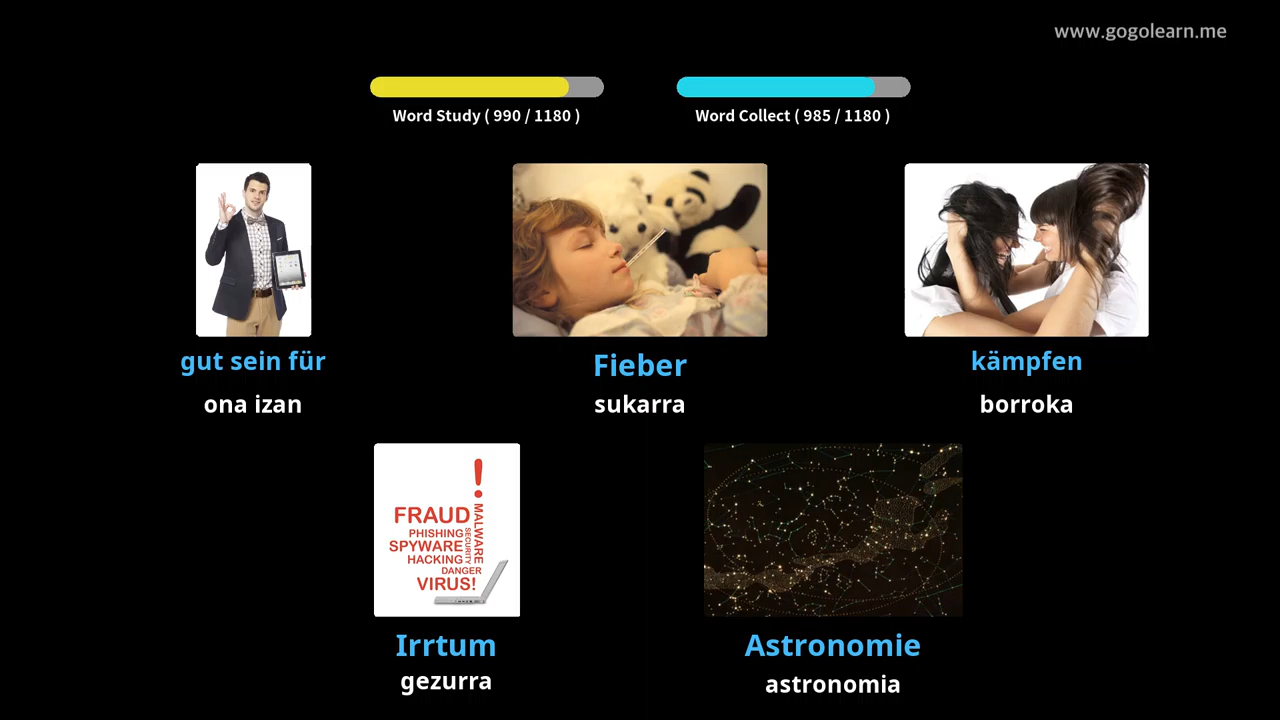 www.gogolearn.me
Word Study ( 990 / 1180 )
Word Collect ( 985 / 1180 )
gut sein für
ona izan
Fieber
sukarra
kämpfen
borroka
!
FRAUD
MALWARE
PHISHING
SECURITY
SPYWARE
HACKING
DANGER
VIRUS!
Irrtum
gezurra
Astronomie
astronomia